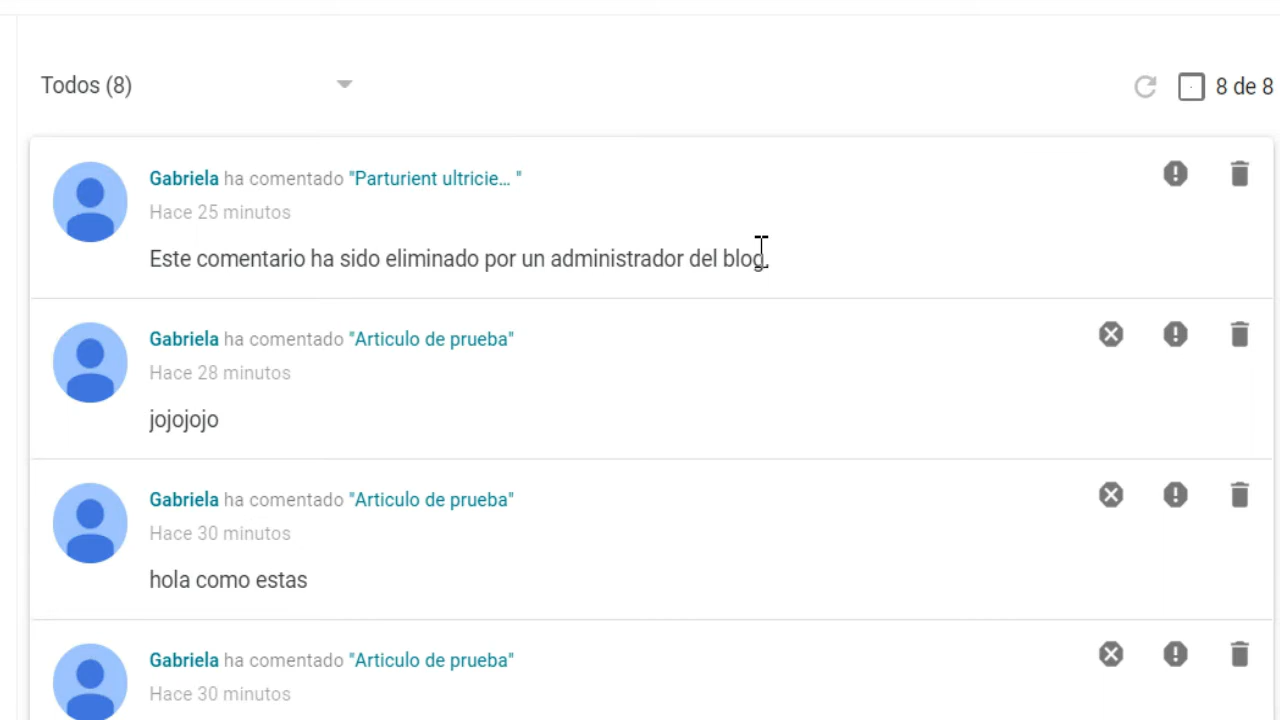 Todos (8)
8 de 8
Gabriela ha comentado "Parturient ultricie... "
Hace 25 minutos
Este comentario ha sido eliminado por un administrador del blog.
Gabriela ha comentado "Articulo de prueba"
Hace 28 minutos
jojojojo
Gabriela ha comentado "Articulo de prueba"
Hace 30 minutos
hola como estas
Gabriela ha comentado "Articulo de prueba"
Hace 30 minutos